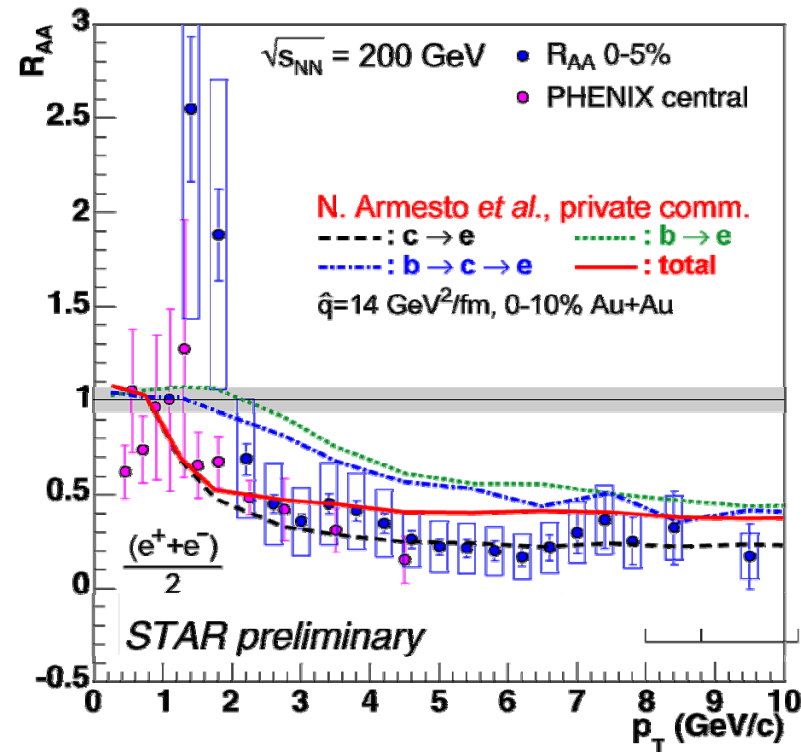 R_AA
√s_NN = 200 GeV
R_AA 0-5%
PHENIX central
N. Armesto et al., private comm.
: c → e
: b → e
: b → c → e
: total
q̂=14 GeV²/fm, 0-10% Au+Au
(e⁺+e⁻)
2
STAR preliminary
3
2.5
2
1.5
1
0.5
0
-0.5
0 1 2 3 4 5 6 7 8 9 10
p_T (GeV/c)